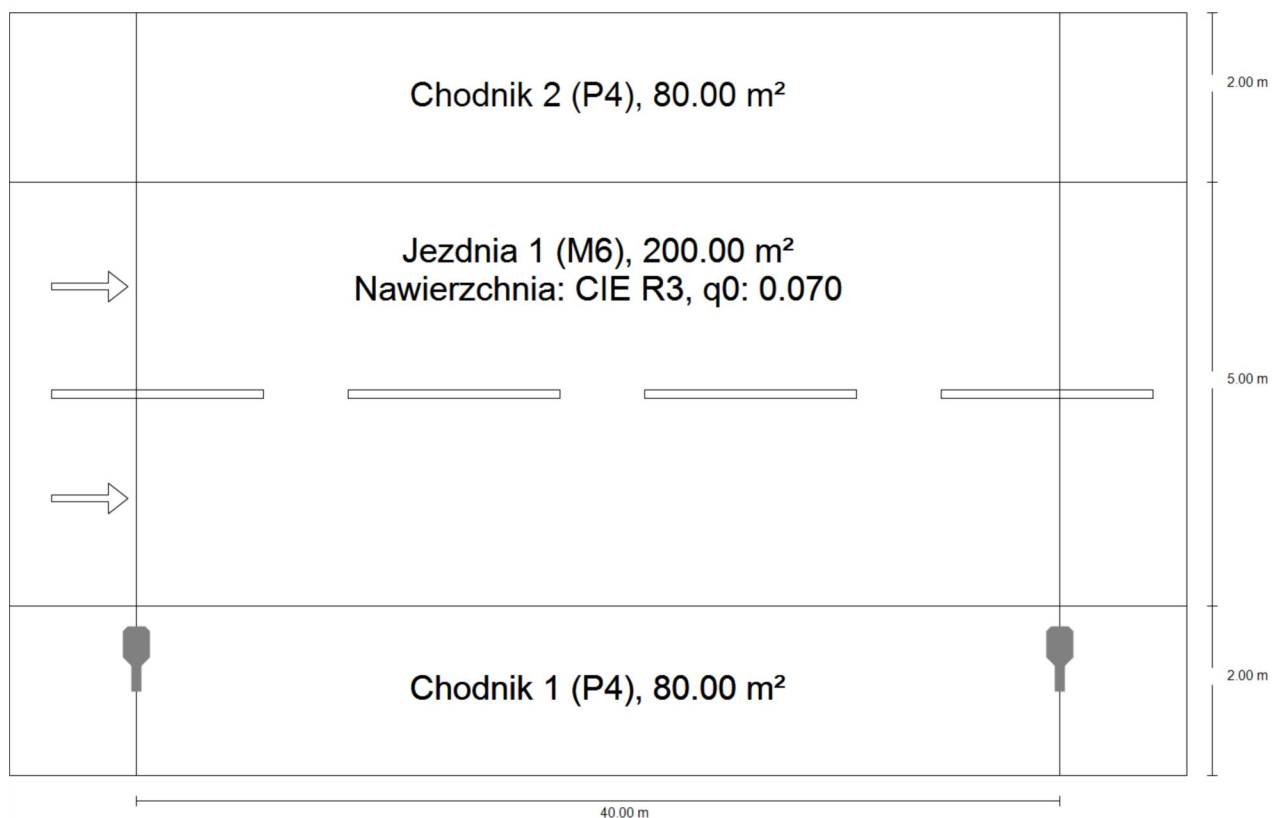 Chodnik 2 (P4), 80.00 m²
2.00 m
Jezdnia 1 (M6), 200.00 m²
Nawierzchnia: CIE R3, q0: 0.070
5.00 m
Chodnik 1 (P4), 80.00 m²
2.00 m
40.00 m